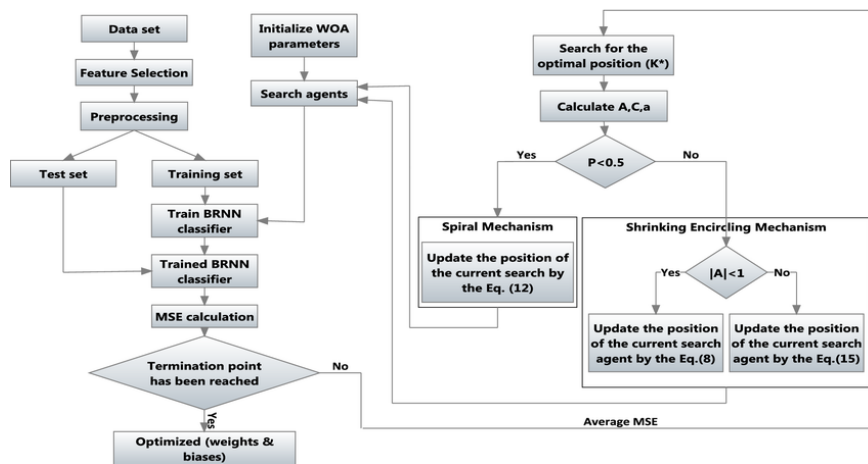 Data set
Feature Selection
Preprocessing
Test set
Training set
Train BRNN
classifier
Trained BRNN
classifier
MSE calculation
Termination point
has been reached
No
Yes
Optimized (weights &
biases)
Initialize WOA
parameters
Search agents
Search for the
optimal position (K*)
Calculate A,C,a
P<0.5
Yes
No
Spiral Mechanism
Update the position of
the current search by
the Eq. (12)
Shrinking Encircling Mechanism
|A|<1
Yes
No
Update the position
of the current search
agent by the Eq.(8)
Update the position
of the current search
agent by the Eq.(15)
Average MSE